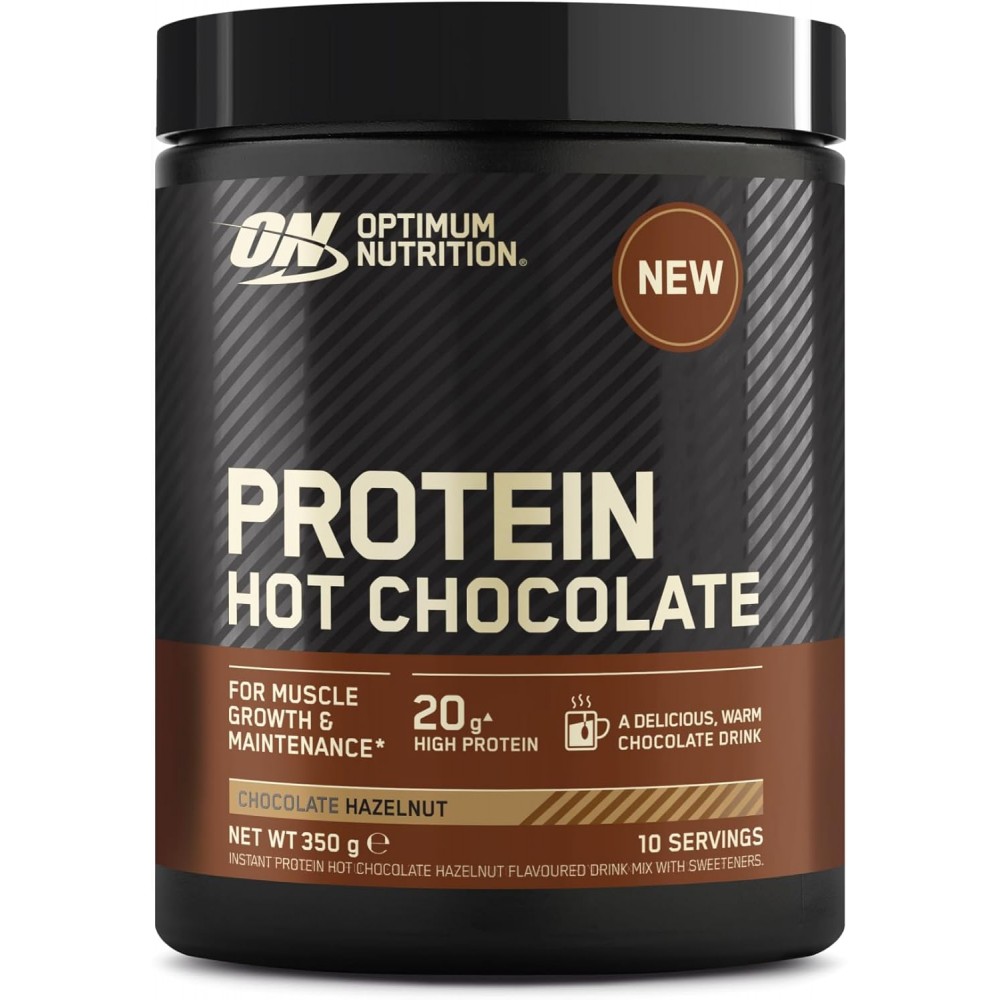 ON
OPTIMUM
NUTRITION®
NEW
PROTEIN
HOT CHOCOLATE
FOR MUSCLE
GROWTH &
MAINTENANCE*
20g▲
HIGH PROTEIN
A DELICIOUS, WARM
CHOCOLATE DRINK
CHOCOLATE HAZELNUT
NET WT 350 g ℮
10 SERVINGS
INSTANT PROTEIN HOT CHOCOLATE HAZELNUT FLAVOURED DRINK MIX WITH SWEETENERS.